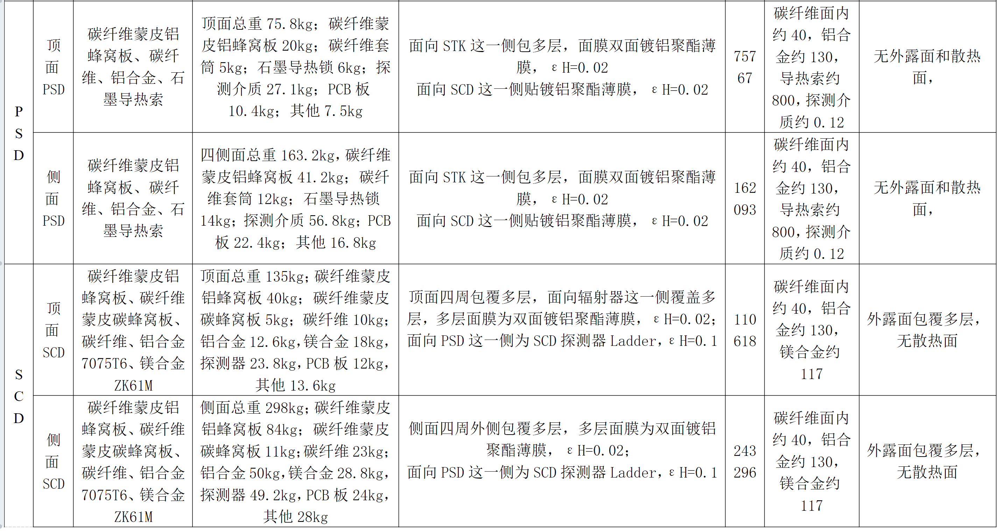 P
S
D
顶
面
PSD
碳纤维蒙皮铝
蜂窝板、碳纤
维、铝合金、石
墨导热索
顶面总重 75.8kg；碳纤维蒙
皮铝蜂窝板 20kg；碳纤维套
筒 5kg；石墨导热锁 6kg；探
测介质 27.1kg；PCB 板
10.4kg；其他 7.5kg
面向 STK 这一侧包多层，面膜双面镀铝聚酯薄
膜，εH=0.02
面向 SCD 这一侧贴镀铝聚酯薄膜，εH=0.02
757
67
碳纤维面内
约 40，铝合
金约 130，
导热索约
800，探测介
质约 0.12
无外露面和散热
面，
侧
面
PSD
碳纤维蒙皮铝
蜂窝板、碳纤
维、铝合金、石
墨导热索
四侧面总重 163.2kg，碳纤维
蒙皮铝蜂窝板 41.2kg；碳纤
维套筒 12kg；石墨导热锁
14kg；探测介质 56.8kg；PCB
板 22.4kg；其他 16.8kg
面向 STK 这一侧包多层，面膜双面镀铝聚酯薄
膜，εH=0.02
面向 SCD 这一侧贴镀铝聚酯薄膜，εH=0.02
162
093
碳纤维面内
约 40，铝合
金约 130，
导热索约
800，探测介
质约 0.12
无外露面和散热
面，
S
C
D
顶
面
SCD
碳纤维蒙皮铝
蜂窝板、碳纤维
蒙皮碳蜂窝板、
碳纤维、铝合金
7075T6、镁合金
ZK61M
顶面总重 135kg；碳纤维蒙皮
铝蜂窝板 40kg；碳纤维蒙皮
碳蜂窝板 5kg；碳纤维 10kg；
铝合金 12.6kg，镁合金 18kg，
探测器 23.8kg，PCB 板 12kg，
其他 13.6kg
顶面四周包覆多层，面向辐射器这一侧覆盖多
层，多层面膜为双面镀铝聚酯薄膜，εH=0.02；
面向 PSD 这一侧为 SCD 探测器 Ladder，εH=0.1
110
618
碳纤维面内
约 40，铝合
金约 130，
镁合金约
117
外露面包覆多层，
无散热面
侧
面
SCD
碳纤维蒙皮铝
蜂窝板、碳纤维
蒙皮碳蜂窝板、
碳纤维、铝合金
7075T6、镁合金
ZK61M
侧面总重 298kg；碳纤维蒙皮
铝蜂窝板 84kg；碳纤维蒙皮
碳蜂窝板 11kg；碳纤维 23kg；
铝合金 50kg，镁合金 28.8kg，
探测器 49.2kg，PCB 板 24kg，
其他 28kg
侧面四周外侧包覆多层，多层面膜为双面镀铝
聚酯薄膜，εH=0.02；
面向 PSD 这一侧为 SCD 探测器 Ladder，εH=0.1
243
296
碳纤维面内
约 40，铝合
金约 130，
镁合金约
117
外露面包覆多层，
无散热面